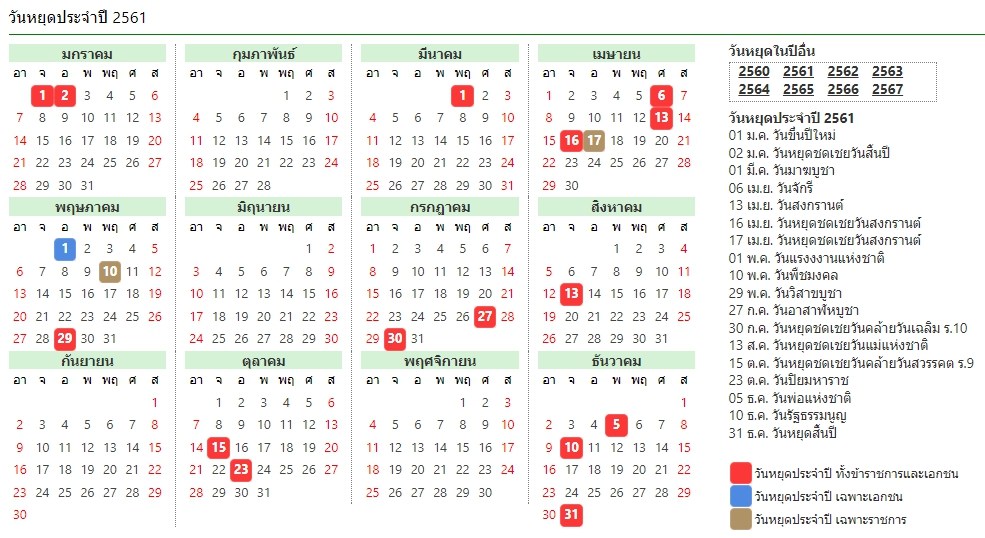 วันหยุดประจำปี 2561
มกราคม
อา จ อ พ พฤ ศ ส
1 2 3 4 5 6
7 8 9 10 11 12 13
14 15 16 17 18 19 20
21 22 23 24 25 26 27
28 29 30 31
กุมภาพันธ์
อา จ อ พ พฤ ศ ส
1 2 3
4 5 6 7 8 9 10
11 12 13 14 15 16 17
18 19 20 21 22 23 24
25 26 27 28
มีนาคม
อา จ อ พ พฤ ศ ส
1 2 3
4 5 6 7 8 9 10
11 12 13 14 15 16 17
18 19 20 21 22 23 24
25 26 27 28 29 30 31
เมษายน
อา จ อ พ พฤ ศ ส
1 2 3 4 5 6 7
8 9 10 11 12 13 14
15 16 17 18 19 20 21
22 23 24 25 26 27 28
29 30
พฤษภาคม
อา จ อ พ พฤ ศ ส
1 2 3 4 5
6 7 8 9 10 11 12
13 14 15 16 17 18 19
20 21 22 23 24 25 26
27 28 29 30 31
มิถุนายน
อา จ อ พ พฤ ศ ส
1 2
3 4 5 6 7 8 9
10 11 12 13 14 15 16
17 18 19 20 21 22 23
24 25 26 27 28 29 30
กรกฎาคม
อา จ อ พ พฤ ศ ส
1 2 3 4 5 6 7
8 9 10 11 12 13 14
15 16 17 18 19 20 21
22 23 24 25 26 27 28
29 30 31
สิงหาคม
อา จ อ พ พฤ ศ ส
1 2 3 4
5 6 7 8 9 10 11
12 13 14 15 16 17 18
19 20 21 22 23 24 25
26 27 28 29 30 31
กันยายน
อา จ อ พ พฤ ศ ส
1
2 3 4 5 6 7 8
9 10 11 12 13 14 15
16 17 18 19 20 21 22
23 24 25 26 27 28 29
30
ตุลาคม
อา จ อ พ พฤ ศ ส
1 2 3 4 5 6
7 8 9 10 11 12 13
14 15 16 17 18 19 20
21 22 23 24 25 26 27
28 29 30 31
พฤศจิกายน
อา จ อ พ พฤ ศ ส
1 2 3
4 5 6 7 8 9 10
11 12 13 14 15 16 17
18 19 20 21 22 23 24
25 26 27 28 29 30
ธันวาคม
อา จ อ พ พฤ ศ ส
1
2 3 4 5 6 7 8
9 10 11 12 13 14 15
16 17 18 19 20 21 22
23 24 25 26 27 28 29
30 31
วันหยุดในปีอื่น
2560 2561 2562 2563
2564 2565 2566 2567
วันหยุดประจำปี 2561
01 ม.ค. วันขึ้นปีใหม่
02 ม.ค. วันหยุดชดเชยวันสิ้นปี
01 มี.ค. วันมาฆบูชา
06 เม.ย. วันจักรี
13 เม.ย. วันสงกรานต์
16 เม.ย. วันหยุดชดเชยวันสงกรานต์
17 เม.ย. วันหยุดชดเชยวันสงกรานต์
01 พ.ค. วันแรงงงานแห่งชาติ
10 พ.ค. วันพืชมงคล
29 พ.ค. วันวิสาขบูชา
27 ก.ค. วันอาสาฬหบูชา
30 ก.ค. วันหยุดชดเชยวันคล้ายวันเฉลิม ร.10
13 ส.ค. วันหยุดชดเชยวันแม่แห่งชาติ
15 ต.ค. วันหยุดชดเชยวันคล้ายวันสวรรคต ร.9
23 ต.ค. วันปิยมหาราช
05 ธ.ค. วันพ่อแห่งชาติ
10 ธ.ค. วันรัฐธรรมนูญ
31 ธ.ค. วันหยุดสิ้นปี
วันหยุดประจำปี ทั้งข้าราชการและเอกชน
วันหยุดประจำปี เฉพาะเอกชน
วันหยุดประจำปี เฉพาะราชการ